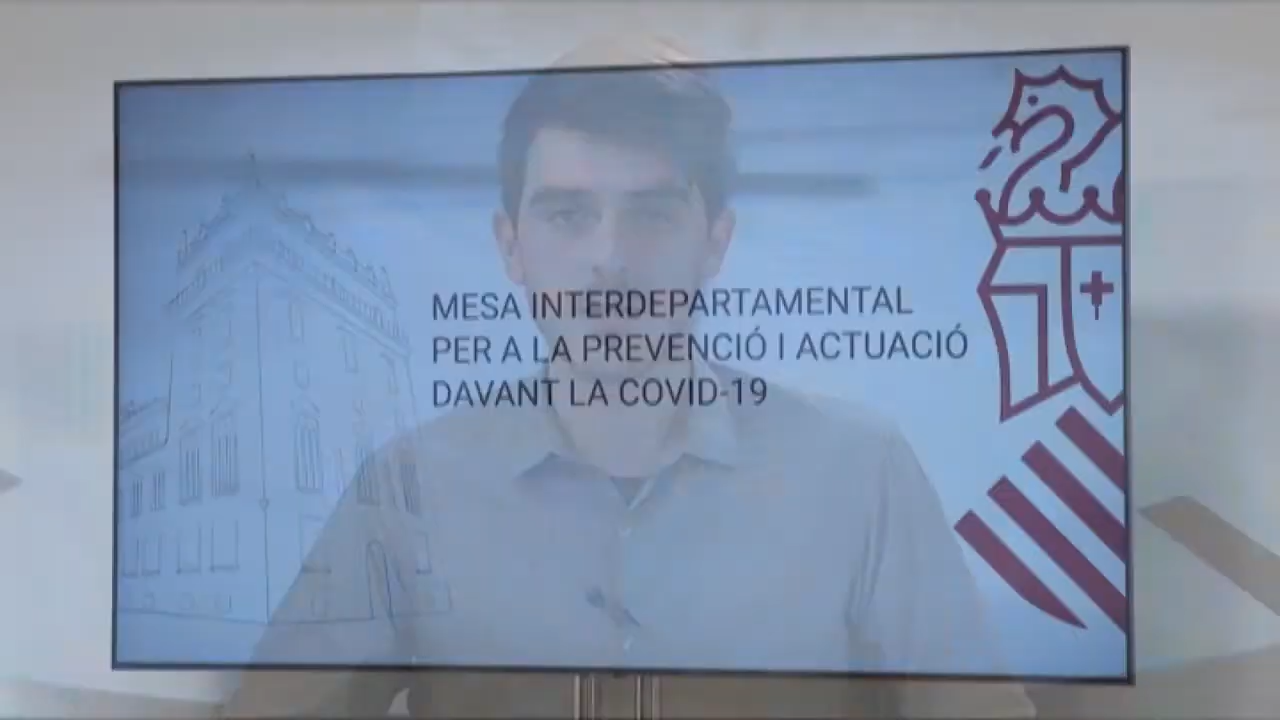 MESA INTERDEPARTAMENTAL
PER A LA PREVENCIÓ I ACTUACIÓ
DAVANT LA COVID-19